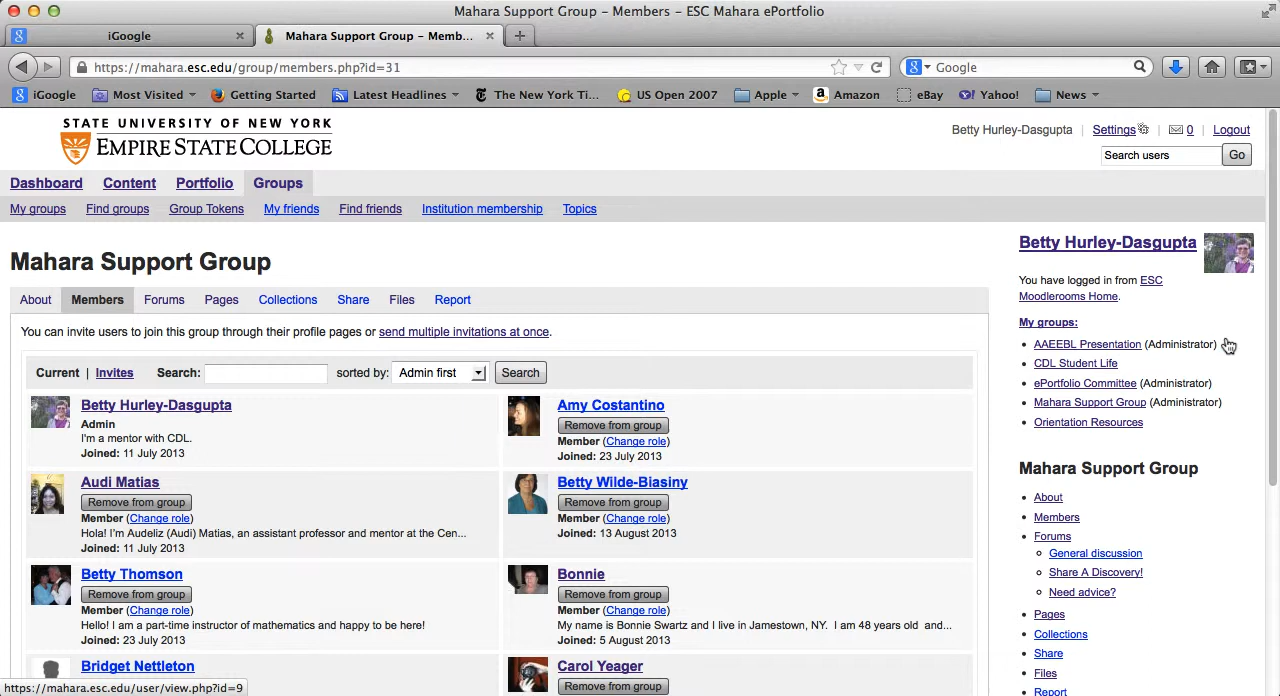 Mahara Support Group – Members – ESC Mahara ePortfolio
iGoogle
Mahara Support Group – Memb...
https://mahara.esc.edu/group/members.php?id=31
Google
iGoogle
Most Visited
Getting Started
Latest Headlines
The New York Ti...
US Open 2007
Apple
Amazon
eBay
Yahoo!
News
STATE UNIVERSITY OF NEW YORK
EMPIRE STATE COLLEGE
Betty Hurley-Dasgupta | Settings | 0 | Logout
Search users Go
Dashboard Content Portfolio Groups
My groups Find groups Group Tokens My friends Find friends Institution membership Topics
Mahara Support Group
About Members Forums Pages Collections Share Files Report
You can invite users to join this group through their profile pages or send multiple invitations at once.
Current | Invites Search: sorted by: Admin first Search
Betty Hurley-Dasgupta
Admin
I'm a mentor with CDL.
Joined: 11 July 2013
Amy Costantino
Remove from group
Member (Change role)
Joined: 23 July 2013
Audi Matias
Remove from group
Member (Change role)
Hola! I'm Audeliz (Audi) Matias, an assistant professor and mentor at the Cen...
Joined: 11 July 2013
Betty Wilde-Biasiny
Remove from group
Member (Change role)
Joined: 13 August 2013
Betty Thomson
Remove from group
Member (Change role)
Hello! I am a part-time instructor of mathematics and happy to be here!
Joined: 23 July 2013
Bonnie
Remove from group
Member (Change role)
My name is Bonnie Swartz and I live in Jamestown, NY. I am 48 years old and...
Joined: 5 August 2013
Bridget Nettleton
Carol Yeager
Remove from group
https://mahara.esc.edu/user/view.php?id=9
Betty Hurley-Dasgupta
You have logged in from ESC
Moodlerooms Home.
My groups:
AAEEBL Presentation (Administrator)
CDL Student Life
ePortfolio Committee (Administrator)
Mahara Support Group (Administrator)
Orientation Resources
Mahara Support Group
About
Members
Forums
General discussion
Share A Discovery!
Need advice?
Pages
Collections
Share
Files
Report